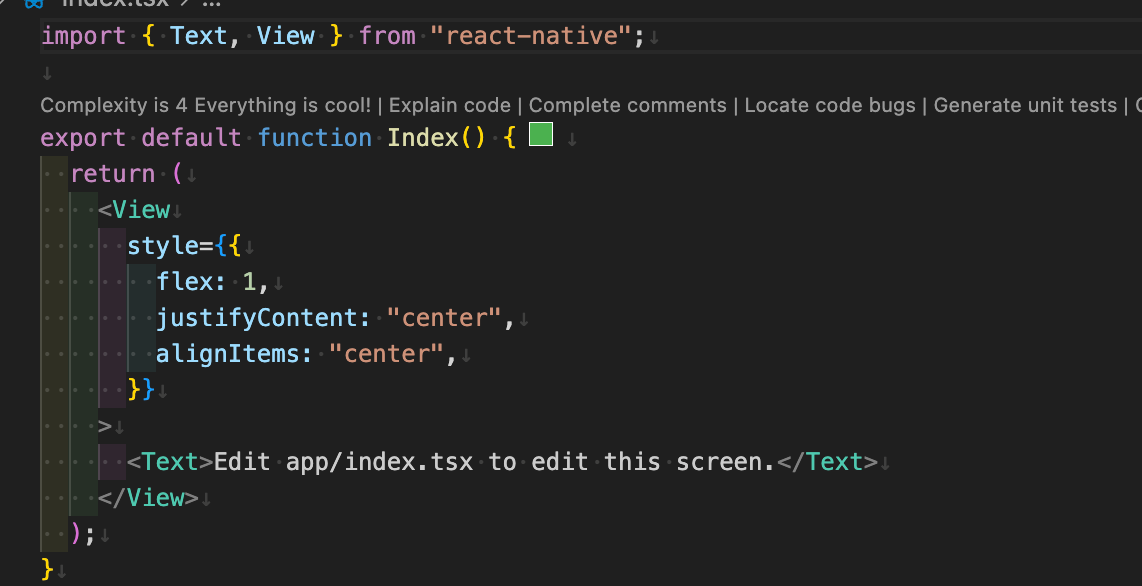 index.tsx > ...
import { Text, View } from "react-native";
Complexity is 4 Everything is cool! | Explain code | Complete comments | Locate code bugs | Generate unit tests |
export default function Index() {
  return (
    <View
      style={{
        flex: 1,
        justifyContent: "center",
        alignItems: "center",
      }}
    >
      <Text>Edit app/index.tsx to edit this screen.</Text>
    </View>
  );
}